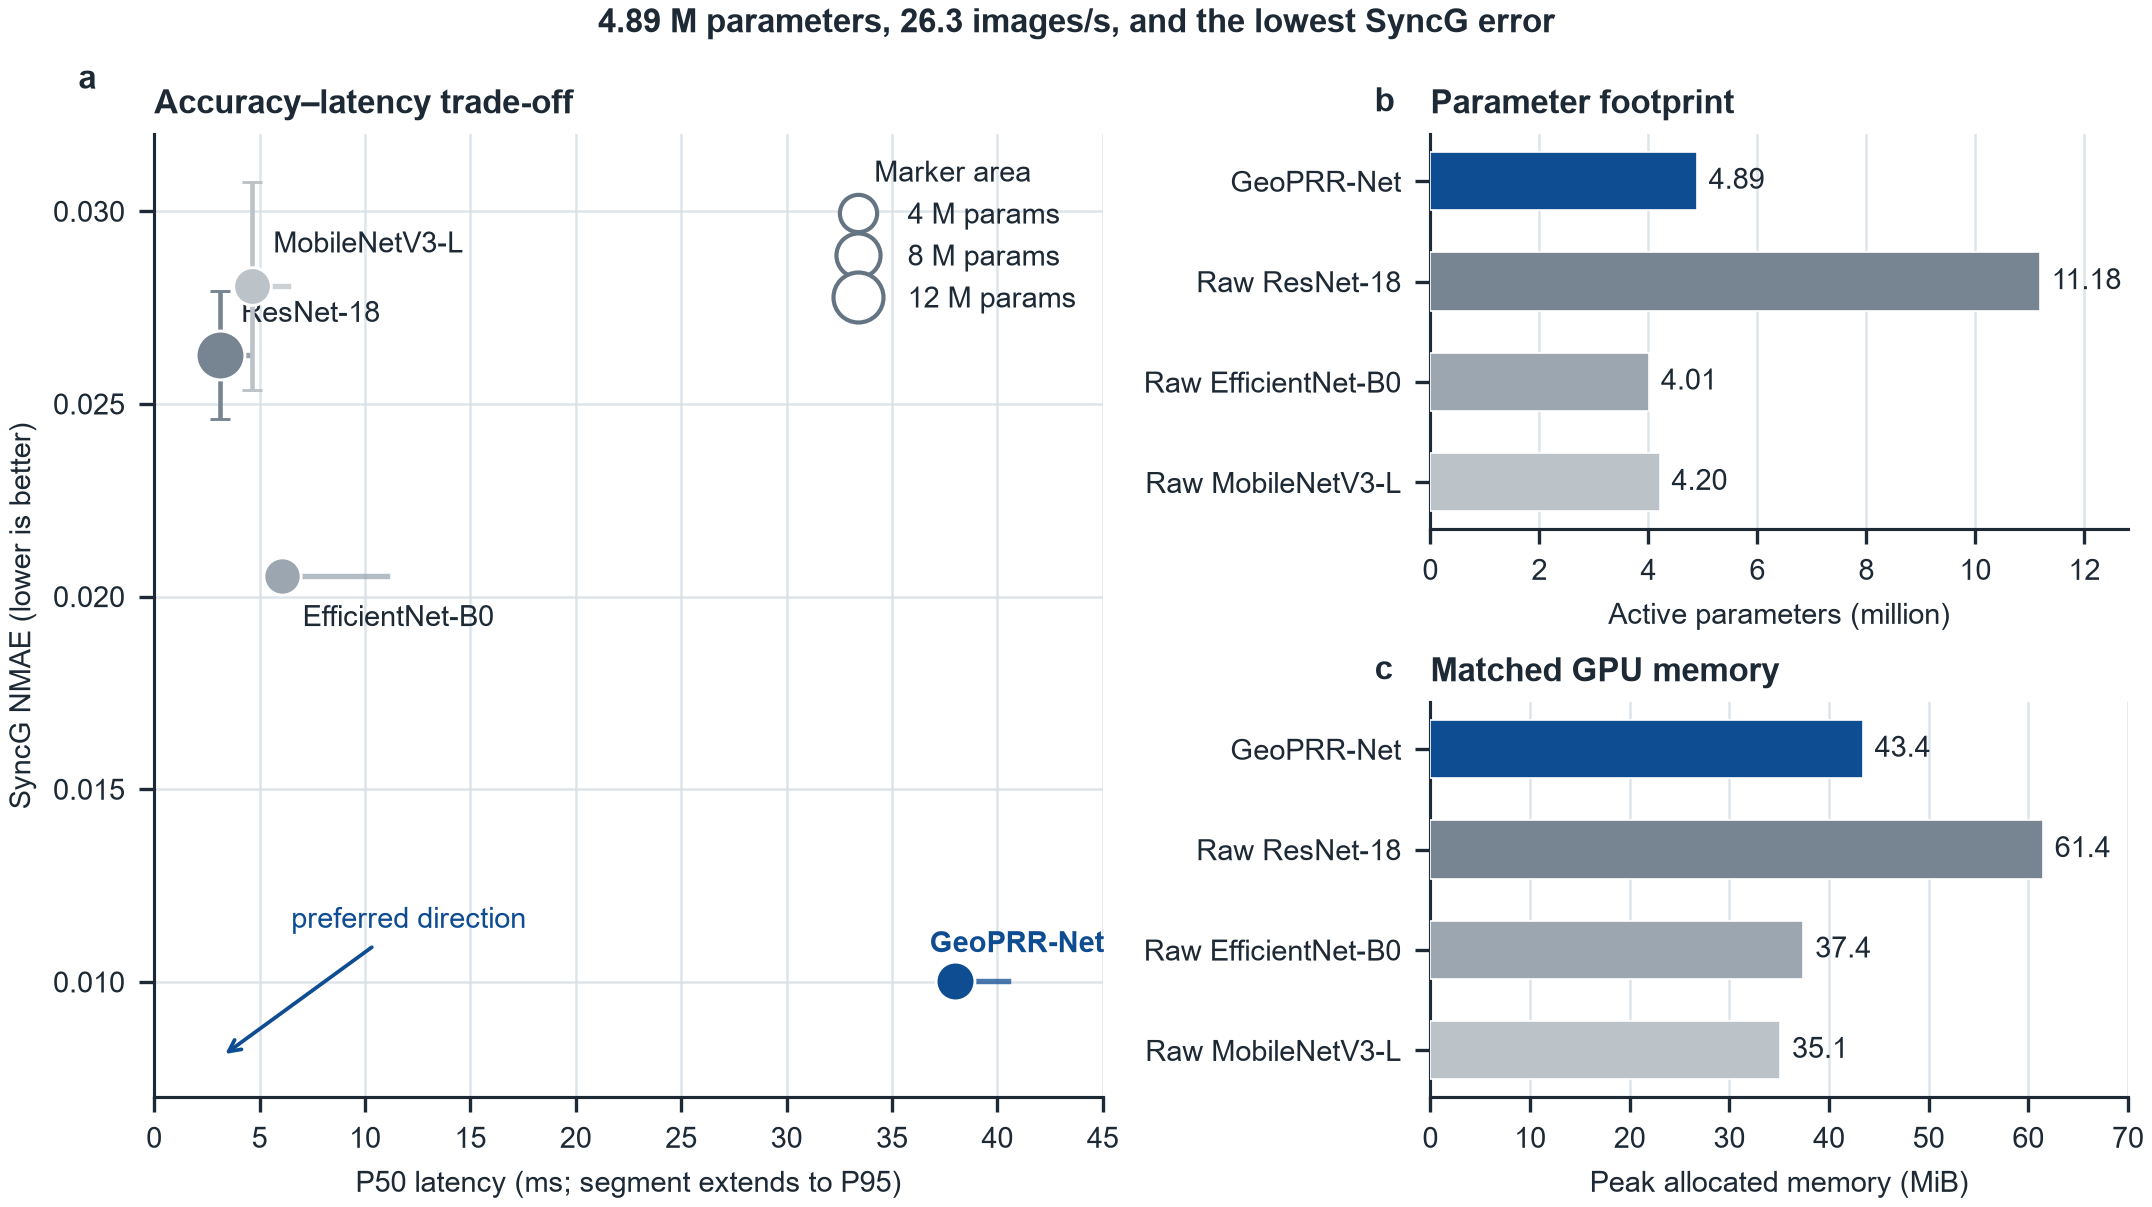 4.89 M parameters, 26.3 images/s, and the lowest SyncG error
a
Accuracy–latency trade-off
SyncG NMAE (lower is better)
0.030
0.025
0.020
0.015
0.010
Marker area
4 M params
8 M params
12 M params
MobileNetV3-L
ResNet-18
EfficientNet-B0
preferred direction
GeoPRR-Net
0 5 10 15 20 25 30 35 40 45
P50 latency (ms; segment extends to P95)
b Parameter footprint
GeoPRR-Net 4.89
Raw ResNet-18 11.18
Raw EfficientNet-B0 4.01
Raw MobileNetV3-L 4.20
0 2 4 6 8 10 12
Active parameters (million)
c Matched GPU memory
GeoPRR-Net 43.4
Raw ResNet-18 61.4
Raw EfficientNet-B0 37.4
Raw MobileNetV3-L 35.1
0 10 20 30 40 50 60 70
Peak allocated memory (MiB)